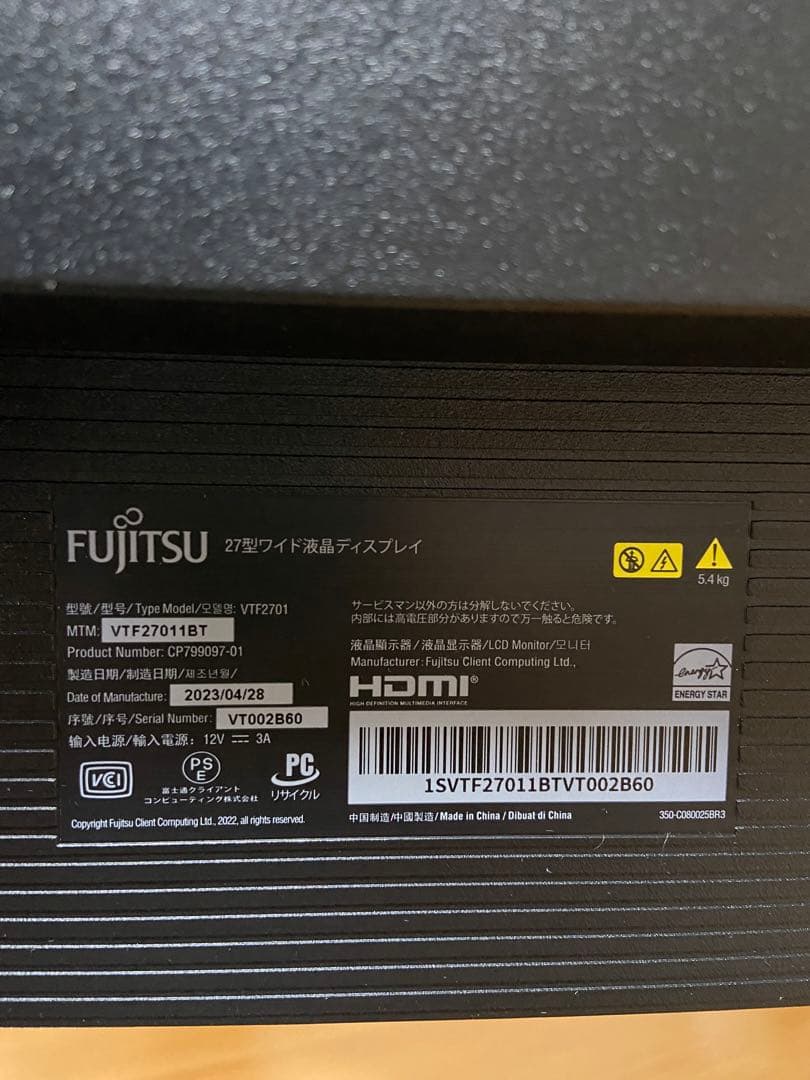 FUJITSU 27型ワイド液晶ディスプレイ
5.4 kg
型號/型号/Type Model/모델명: VTF2701
MTM: VTF27011BT
Product Number: CP799097-01
製造日期/制造日期/제조년월/
Date of Manufacture: 2023/04/28
序號/序号/Serial Number: VT002B60
输入电源/輸入電源: 12V ⎓ 3A
サービスマン以外の方は分解しないでください。
内部には高電圧部分がありますので万一触ると危険です。
液晶顯示器/液晶显示器/LCD Monitor/모니터
Manufacturer: Fujitsu Client Computing Ltd.,
HDMI®
HIGH DEFINITION MULTIMEDIA INTERFACE
energy
ENERGY STAR
VCCI
PS
E
富士通クライアント
コンピューティング株式会社
PC
リサイクル
1SVTF27011BTVT002B60
Copyright Fujitsu Client Computing Ltd., 2022, all rights reserved.
中国制造/中國製造/Made in China / Dibuat di China
350-C080025BR3